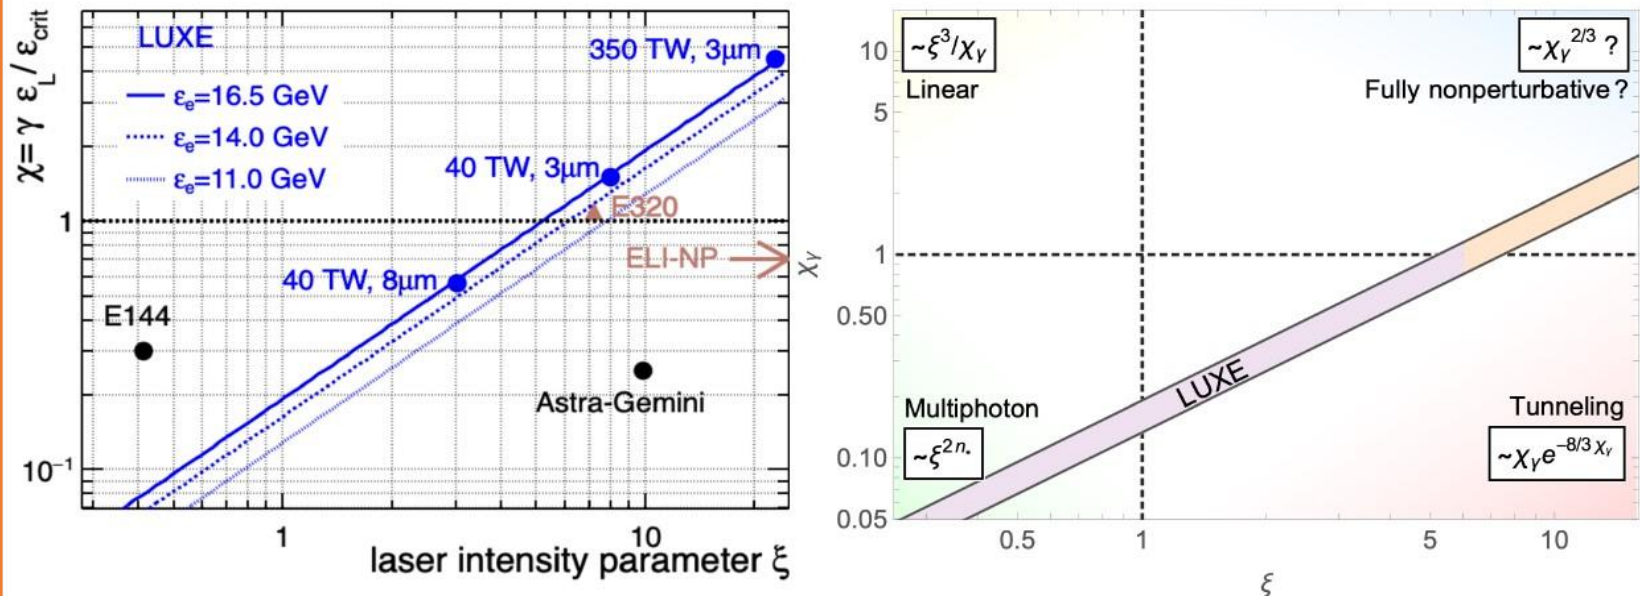 χ= γ ε_L / ε_crit
LUXE
ε_e=16.5 GeV
ε_e=14.0 GeV
ε_e=11.0 GeV
350 TW, 3μm
40 TW, 3μm
E320
ELI-NP
40 TW, 8μm
E144
Astra-Gemini
1
10⁻¹
1
10
laser intensity parameter ξ
~ξ³/χ_γ
Linear
~χ_γ^2/3 ?
Fully nonperturbative ?
χ_γ
10
5
1
0.50
0.10
0.05
LUXE
Multiphoton
~ξ^2n*
Tunneling
~χ_γ e^−8/3 χ_γ
0.5
1
5
10
ξ